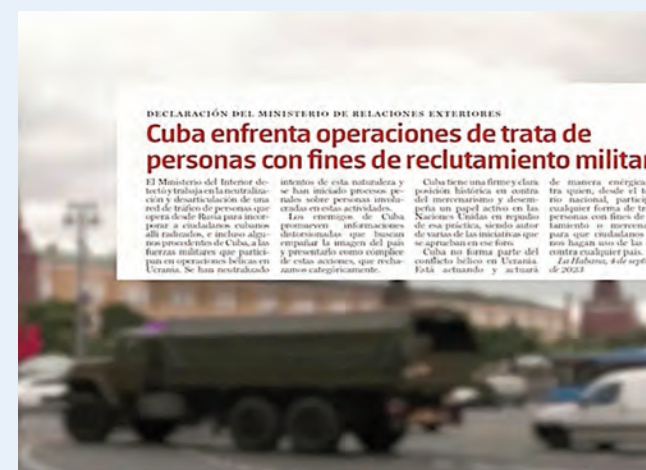 DECLARACIÓN DEL MINISTERIO DE RELACIONES EXTERIORES
Cuba enfrenta operaciones de trata de
personas con fines de reclutamiento militar
El Ministerio del Interior de-
tectó y trabaja en la neutraliza-
ción y desarticulación de una
red de tráfico de personas que
opera desde Rusia para incor-
porar a ciudadanos cubanos
allí radicados, e incluso algu-
nos procedentes de Cuba, a las
fuerzas militares que partici-
pan en operaciones bélicas en
Ucrania. Se han neutralizado
intentos de esta naturaleza y
se han iniciado procesos pe-
nales sobre personas involu-
cradas en estas actividades.
Los enemigos de Cuba
promueven informaciones
distorsionadas que buscan
empañar la imagen del país
y presentarlo como cómplice
de estas acciones, que recha-
zamos categóricamente.
Cuba tiene una firme y clara
posición histórica en contra
del mercenarismo y desem-
peña un papel activo en las
Naciones Unidas en repudio
de esa práctica, siendo autor
de varias de las iniciativas que
se aprueban en ese foro.
Cuba no forma parte del
conflicto bélico en Ucrania.
Está actuando y actuará
de manera enérgica
tra quien, desde el t
rio nacional, particip
cualquier forma de tr
personas con fines de
tamiento o mercena
para que ciudadanos
nos hagan uso de las
contra cualquier país.
La Habana, 4 de sept
de 2023